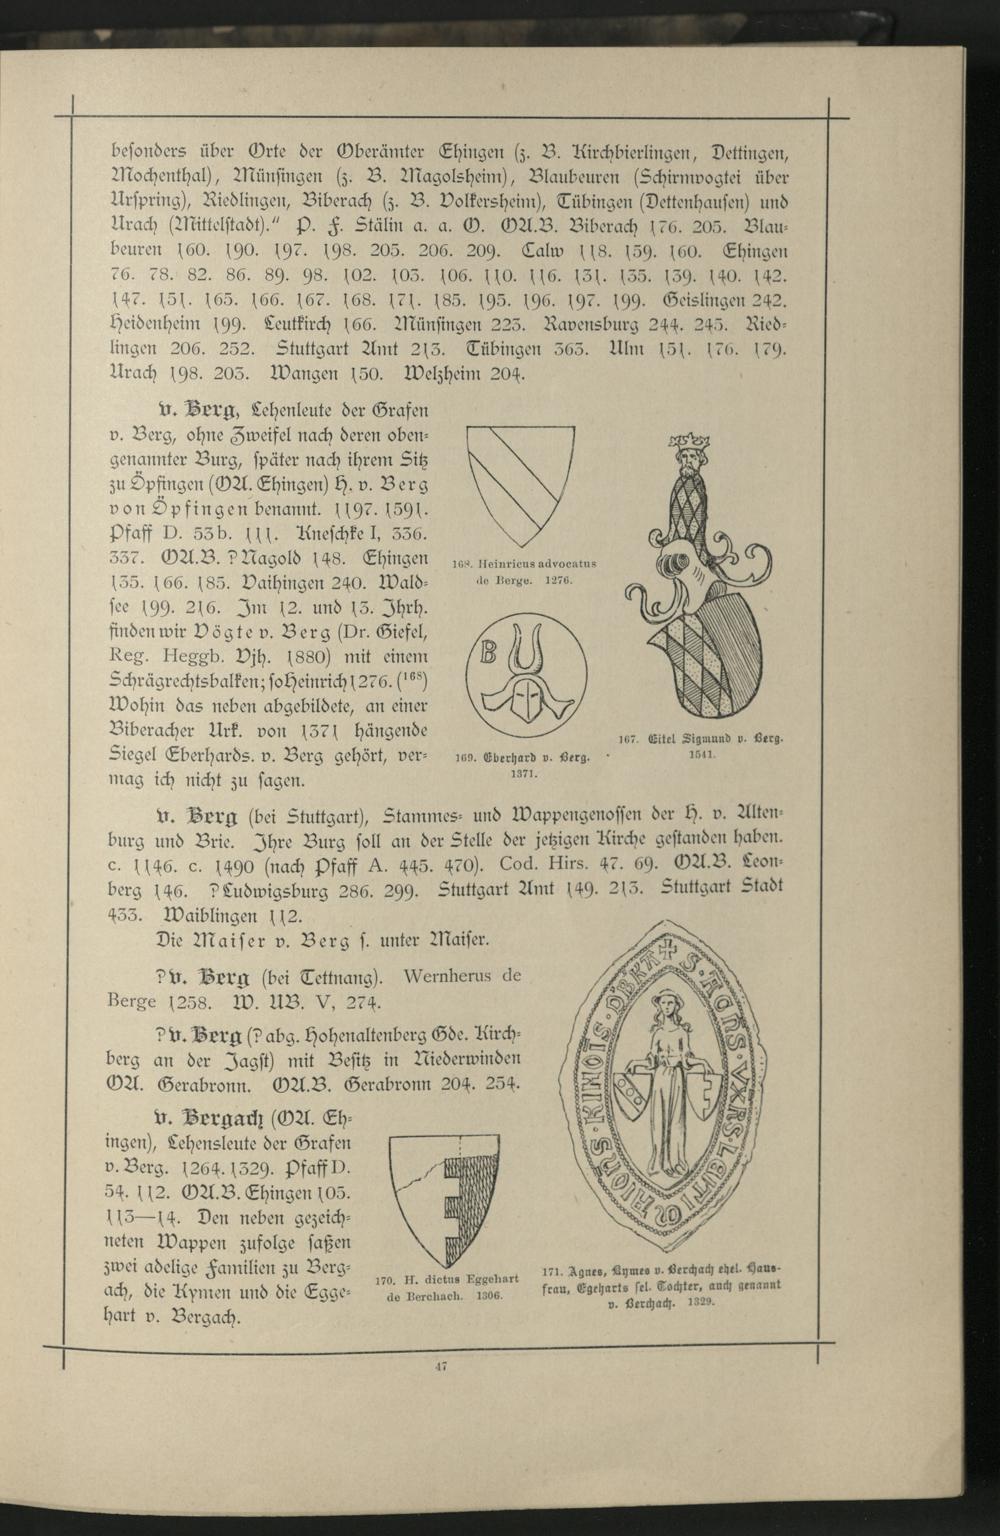 besonders über Orte der Oberämter Ehingen (z. B. Kirchbierlingen, Dettingen,
Mochenthal), Münsingen (z. B. Magolsheim), Blaubeuren (Schirmvogtei über
Urspring), Riedlingen, Biberach (z. B. Volkersheim), Tübingen (Dettenhausen) und
Urach (Mittelstadt)." P. F. Stälin a. a. O. OA.B. Biberach 176. 205. Blau-
beuren 160. 190. 197. 198. 205. 206. 209. Calw 118. 159. 160. Ehingen
76. 78. 82. 86. 89. 98. 102. 103. 106. 110. 116. 131. 135. 139. 140. 142.
147. 151. 165. 166. 167. 168. 171. 185. 195. 196. 197. 199. Geislingen 242.
Heidenheim 199. Leutkirch 166. Münsingen 223. Ravensburg 244. 245. Ried-
lingen 206. 252. Stuttgart Amt 213. Tübingen 363. Ulm 151. 176. 179.
Urach 198. 203. Wangen 150. Welzheim 204.
v. Berg, Lehenleute der Grafen
v. Berg, ohne Zweifel nach deren oben-
genannter Burg, später nach ihrem Sitz
zu Öpfingen (OA. Ehingen) H. v. Berg
von Öpfingen benannt. 1197. 1591.
Pfaff D. 53b. 111. Kneschke I, 336.
337. OA.B. ?Nagold 148. Ehingen
135. 166. 185. Vaihingen 240. Wald-
see 199. 216. Im 12. und 13. Jhrh.
finden wir Vögte v. Berg (Dr. Giefel,
Reg. Heggb. Vjh. 1880) mit einem
Schrägrechtsbalken; so Heinrich 1276. (168)
Wohin das neben abgebildete, an einer
Biberacher Urk. von 1371 hängende
Siegel Eberhards. v. Berg gehört, ver-
mag ich nicht zu sagen.
168. Heinricus advocatus
de Berge. 1276.
B
169. Eberhard v. Berg.
1371.
167. Eitel Sigmund v. Berg.
1541.
v. Berg (bei Stuttgart), Stammes- und Wappengenossen der H. v. Alten-
burg und Brie. Ihre Burg soll an der Stelle der jetzigen Kirche gestanden haben.
c. 1146. c. 1490 (nach Pfaff A. 445. 470). Cod. Hirs. 47. 69. OA.B. Leon-
berg 146. ?Ludwigsburg 286. 299. Stuttgart Amt 149. 213. Stuttgart Stadt
433. Waiblingen 112.
Die Maiser v. Berg s. unter Maiser.
?v. Berg (bei Tettnang). Wernherus de
Berge 1258. W. UB. V, 274.
?v. Berg (?abg. Hohenaltenberg Gde. Kirch-
berg an der Jagst) mit Besitz in Niederwinden
OA. Gerabronn. OA.B. Gerabronn 204. 254.
v. Bergach (OA. Eh-
ingen), Lehensleute der Grafen
v. Berg. 1264. 1329. Pfaff D.
54. 112. OA.B. Ehingen 105.
113—14. Den neben gezeich-
neten Wappen zufolge saßen
zwei adelige Familien zu Berg-
ach, die Kymen und die Egge-
hart v. Bergach.
170. H. dictus Eggehart
de Berchach. 1306.
171. Agnes, Kymes v. Berchach ehel. Haus-
frau, Egeharts sel. Tochter, auch genannt
v. Berchach. 1329.
47